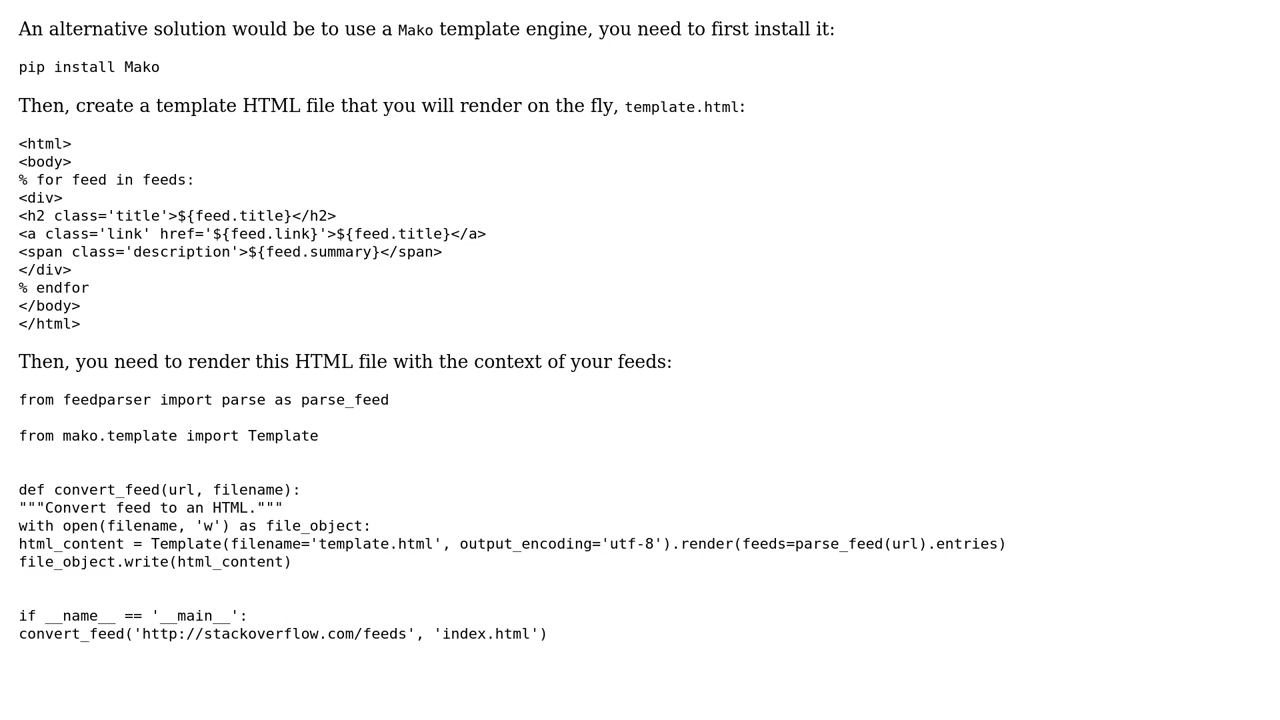 An alternative solution would be to use a Mako template engine, you need to first install it:
pip install Mako
Then, create a template HTML file that you will render on the fly, template.html:
<html>
<body>
% for feed in feeds:
<div>
<h2 class='title'>${feed.title}</h2>
<a class='link' href='${feed.link}'>${feed.title}</a>
<span class='description'>${feed.summary}</span>
</div>
% endfor
</body>
</html>
Then, you need to render this HTML file with the context of your feeds:
from feedparser import parse as parse_feed
from mako.template import Template
def convert_feed(url, filename):
"""Convert feed to an HTML."""
with open(filename, 'w') as file_object:
html_content = Template(filename='template.html', output_encoding='utf-8').render(feeds=parse_feed(url).entries)
file_object.write(html_content)
if __name__ == '__main__':
convert_feed('http://stackoverflow.com/feeds', 'index.html')